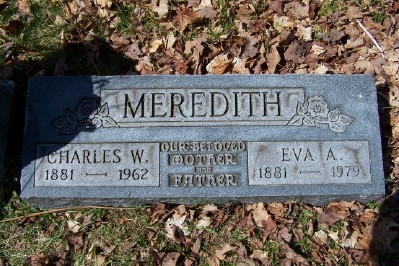 MEREDITH
CHARLES W.
1881 — 1962
OUR BELOVED
MOTHER
AND
FATHER
EVA A.
1881 — 1979